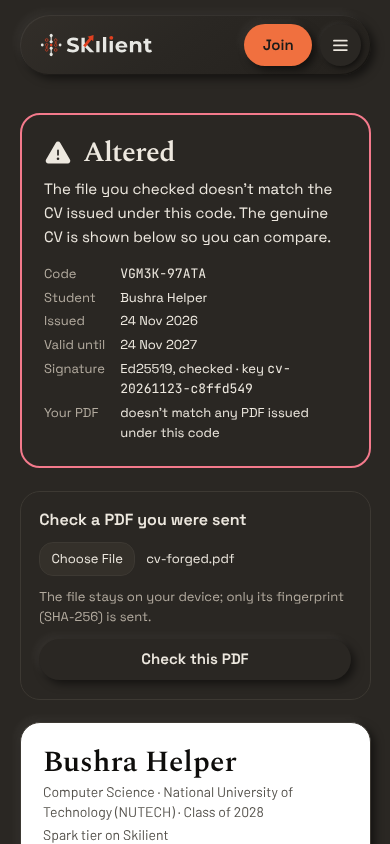 Skilient
Join
Altered
The file you checked doesn't match the
CV issued under this code. The genuine
CV is shown below so you can compare.
Code VGM3K-97ATA
Student Bushra Helper
Issued 24 Nov 2026
Valid until 24 Nov 2027
Signature Ed25519, checked · key cv-
20261123-c8ffd549
Your PDF doesn't match any PDF issued
under this code
Check a PDF you were sent
Choose File cv-forged.pdf
The file stays on your device; only its fingerprint
(SHA-256) is sent.
Check this PDF
Bushra Helper
Computer Science · National University of
Technology (NUTECH) · Class of 2028
Spark tier on Skilient